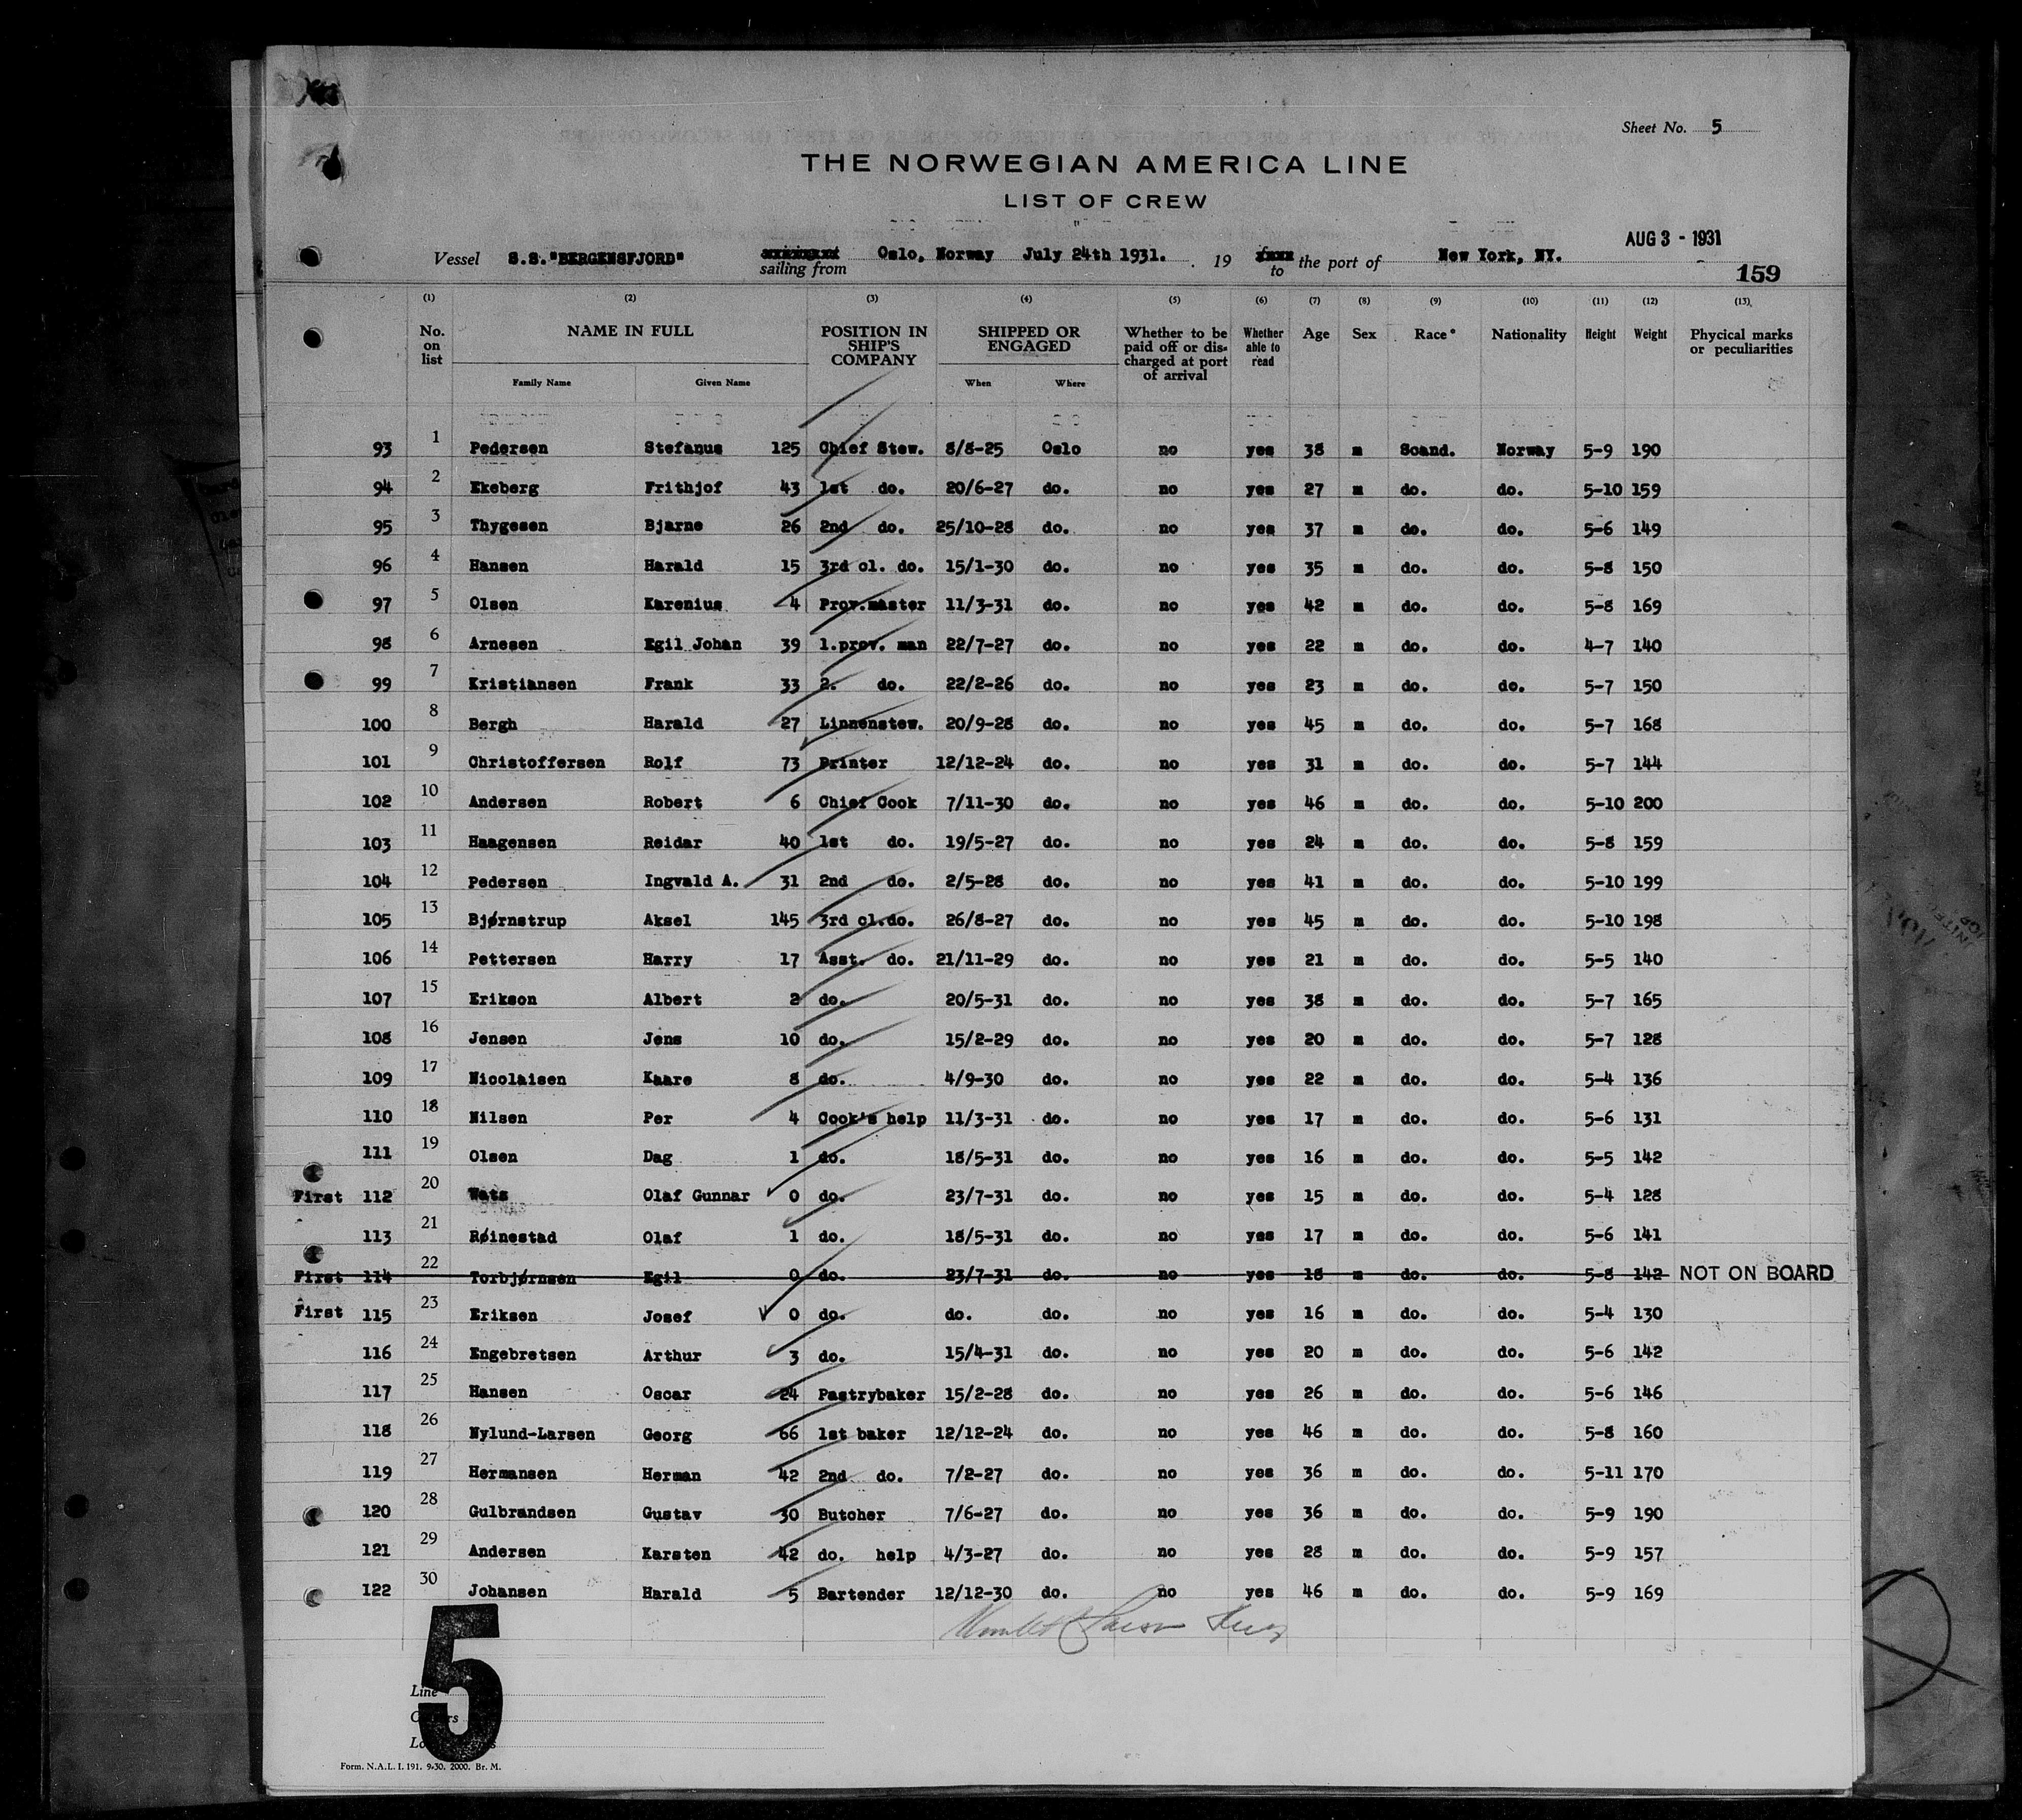 Sheet No. 5
THE NORWEGIAN AMERICA LINE
LIST OF CREW
AUG 3 - 1931
Vessel S.S."BERGENSFJORD" sailing from Oslo, Norway July 24th 1931. 19 to the port of New York, NY.
159
(1) (2) (3) (4) (5) (6) (7) (8) (9) (10) (11) (12) (13)
No. on list NAME IN FULL POSITION IN SHIP'S COMPANY SHIPPED OR ENGAGED Whether to be paid off or discharged at port of arrival Whether able to read Age Sex Race* Nationality Height Weight Phycical marks or peculiarities
Family Name Given Name When Where
93 1 Pedersen Stefanus 125 Chief Stew. 8/8-25 Oslo no yes 38 m Scand. Norway 5-9 190
94 2 Ekeberg Frithjof 43 1st do. 20/6-27 do. no yes 27 m do. do. 5-10 159
95 3 Thygesen Bjarne 26 2nd do. 25/10-28 do. no yes 37 m do. do. 5-6 149
96 4 Hansen Harald 15 3rd cl. do. 15/1-30 do. no yes 35 m do. do. 5-8 150
97 5 Olsen Karenius 4 Prov.master 11/3-31 do. no yes 42 m do. do. 5-8 169
98 6 Arnesen Egil Johan 39 1.prov. man 22/7-27 do. no yes 22 m do. do. 4-7 140
99 7 Kristiansen Frank 33 2. do. 22/2-26 do. no yes 23 m do. do. 5-7 150
100 8 Bergh Harald 27 Linnenstew. 20/9-28 do. no yes 45 m do. do. 5-7 168
101 9 Christoffersen Rolf 73 Printer 12/12-24 do. no yes 31 m do. do. 5-7 144
102 10 Andersen Robert 6 Chief Cook 7/11-30 do. no yes 46 m do. do. 5-10 200
103 11 Haagensen Reidar 40 1st do. 19/5-27 do. no yes 24 m do. do. 5-8 159
104 12 Pedersen Ingvald A. 31 2nd do. 2/5-28 do. no yes 41 m do. do. 5-10 199
105 13 Bjørnstrup Aksel 145 3rd cl.do. 26/8-27 do. no yes 45 m do. do. 5-10 198
106 14 Pettersen Harry 17 Asst. do. 21/11-29 do. no yes 21 m do. do. 5-5 140
107 15 Erikson Albert 2 do. 20/5-31 do. no yes 38 m do. do. 5-7 165
108 16 Jensen Jens 10 do. 15/2-29 do. no yes 20 m do. do. 5-7 128
109 17 Nicolaisen Kaare 8 do. 4/9-30 do. no yes 22 m do. do. 5-4 136
110 18 Nilsen Per 4 Cook's help 11/3-31 do. no yes 17 m do. do. 5-6 131
111 19 Olsen Dag 1 do. 18/5-31 do. no yes 16 m do. do. 5-5 142
First 112 20 Wats Olaf Gunnar 0 do. 23/7-31 do. no yes 15 m do. do. 5-4 128
113 21 Røinestad Olaf 1 do. 18/5-31 do. no yes 17 m do. do. 5-6 141
First 114 22 Torbjørnsen Egil 0 do. 23/7-31 do. no yes 18 m do. do. 5-8 142 NOT ON BOARD
First 115 23 Eriksen Josef 0 do. do. do. no yes 16 m do. do. 5-4 130
116 24 Engebretsen Arthur 3 do. 15/4-31 do. no yes 20 m do. do. 5-6 142
117 25 Hansen Oscar 24 Pastrybaker 15/2-28 do. no yes 26 m do. do. 5-6 146
118 26 Nylund-Larsen Georg 66 1st baker 12/12-24 do. no yes 46 m do. do. 5-8 160
119 27 Hermansen Herman 42 2nd do. 7/2-27 do. no yes 36 m do. do. 5-11 170
120 28 Gulbrandsen Gustav 30 Butcher 7/6-27 do. no yes 36 m do. do. 5-9 190
121 29 Andersen Karsten 42 do. help 4/3-27 do. no yes 28 m do. do. 5-9 157
122 30 Johansen Harald 5 Bartender 12/12-30 do. no yes 46 m do. do. 5-9 169
5
Line
Form. N.A.L. I. 191. 9-30. 2000. Br. M.